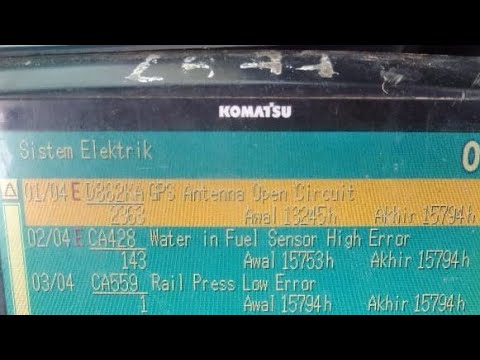 KOMATSU
Sistem Elektrik 0
01/04 E D862KA GPS Antenna Open Circuit
2363 Awal 13245h Akhir 15794h
02/04 E CA428 Water in Fuel Sensor High Error
143 Awal 15753h Akhir 15794h
03/04 CA559 Rail Press Low Error
1 Awal 15794h Akhir 15794h